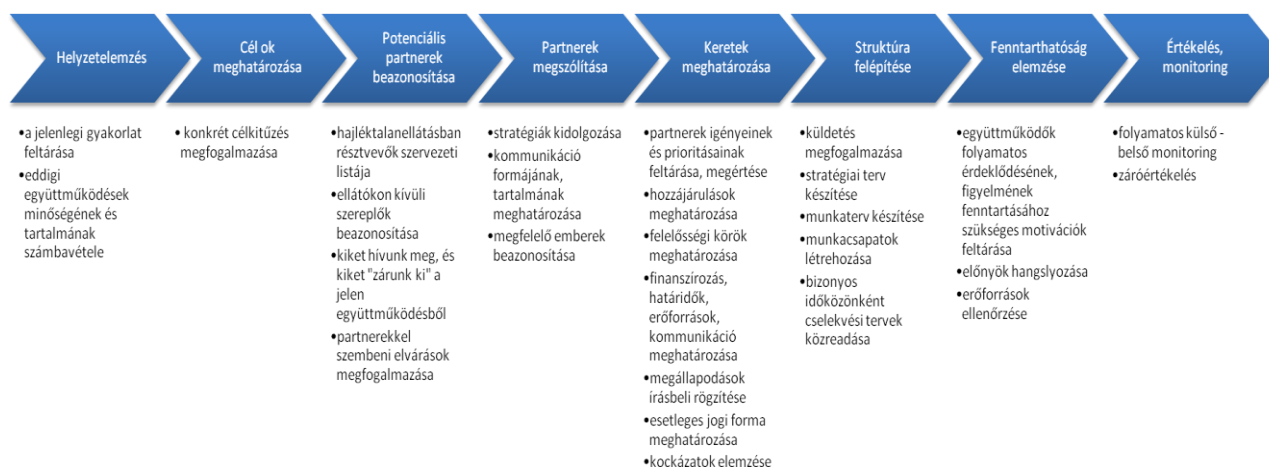 Helyzetelemzés
Cél ok
meghatározása
Potenciális
partnerek
beazonosítása
Partnerek
megszólítása
Keretek
meghatározása
Struktúra
felépítése
Fenntarthatóság
elemzése
Értékelés,
monitoring
•a jelenlegi gyakorlat
feltárása
•eddigi
együttműködések
minőségének és
tartalmának
számbavétele
• konkrét célkitűzés
megfogalmazása
•hajléktalanellátásban
résztvevők szervezeti
listája
•ellátókon kívüli
szereplők
beazonosítása
•kiket hívunk meg, és
kiket "zárunk ki" a
jelen
együttműködésből
•partnerekkel
szembeni elvárások
megfogalmazása
•stratégiák kidolgozása
•kommunikáció
formájának,
tartalmának
meghatározása
•megfelelő emberek
beazonosítása
•partnerek igényeinek
és prioritásainak
feltárása, megértése
•hozzájárulások
meghatározása
•felelősségi körök
meghatározása
•finanszírozás,
határidők,
erőforrások,
kommunikáció
meghatározása
•megállapodások
írásbeli rögzítése
•esetleges jogi forma
meghatározása
•kockázatok elemzése
•küldetés
megfogalmazása
•stratégiai terv
készítése
•munkaterv készítése
•munkacsapatok
létrehozása
•bizonyos
időközönként
cselekvési tervek
közreadása
•együttműködők
folyamatos
érdeklődésének,
figyelmének
fenntartásához
szükséges motivációk
feltárása
•előnyök hangslyozása
•erőforrások
ellenőrzése
•folyamatos külső -
belső monitoring
•záróértékelés